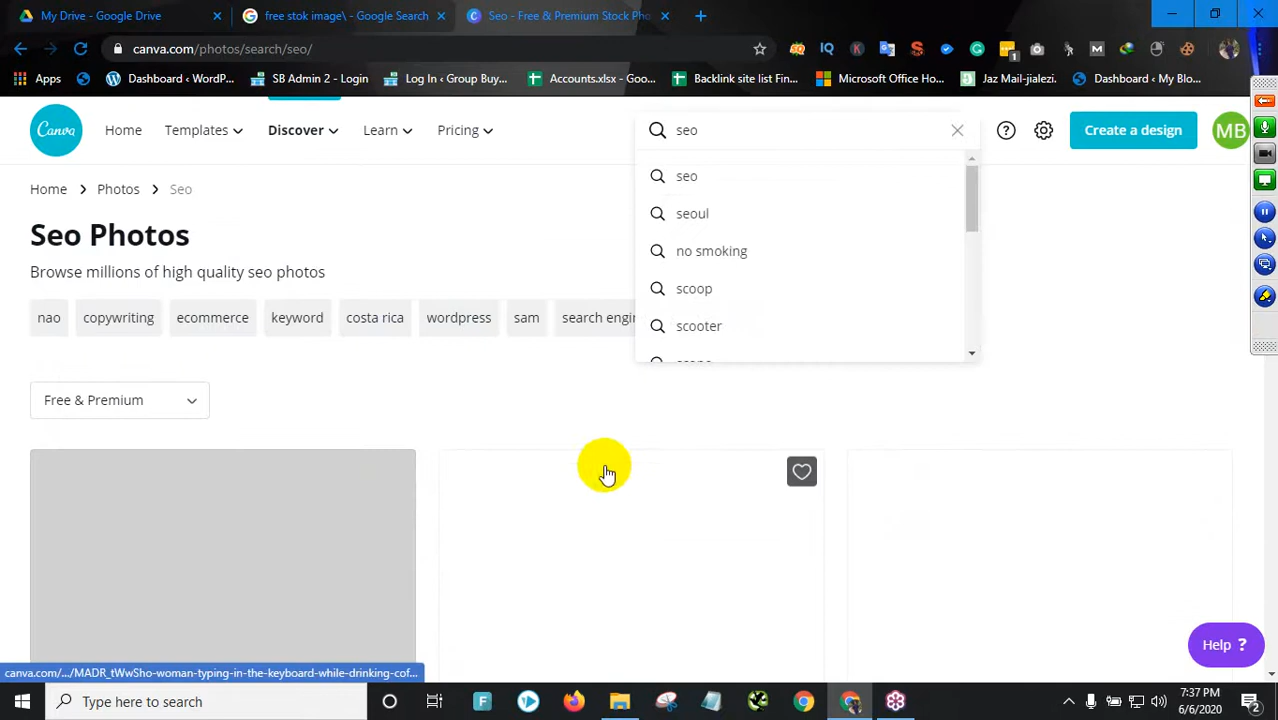 My Drive - Google Drive
free stok image\ - Google Search
Seo - Free & Premium Stock Pho
canva.com/photos/search/seo/
Apps
Dashboard ‹ WordP...
SB Admin 2 - Login
Log In ‹ Group Buy...
Accounts.xlsx - Goo...
Backlink site list Fin...
Microsoft Office Ho...
Jaz Mail-jialezi.
Dashboard ‹ My Blo...
Canva
Home
Templates
Discover
Learn
Pricing
seo
Create a design
MB
Home
Photos
Seo
seo
seoul
no smoking
scoop
scooter
Seo Photos
Browse millions of high quality seo photos
nao
copywriting
ecommerce
keyword
costa rica
wordpress
sam
search engin
Free & Premium
Help ?
canva.com/.../MADR_tWwSho-woman-typing-in-the-keyboard-while-drinking-cof...
Type here to search
7:37 PM
6/6/2020
2